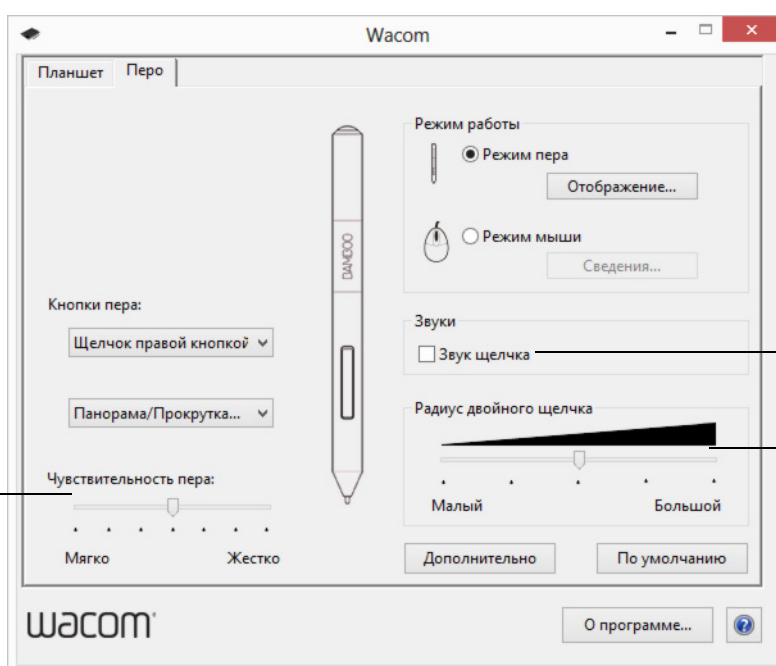 Wacom
Планшет
Перо
Режим работы
Режим пера
Отображение...
Режим мыши
Сведения...
BAMBOO
Кнопки пера:
Щелчок правой кнопкой
Панорама/Прокрутка...
Чувствительность пера:
Мягко
Жестко
Звуки
Звук щелчка
Радиус двойного щелчка
Малый
Большой
Дополнительно
По умолчанию
wacom
О программе...
?